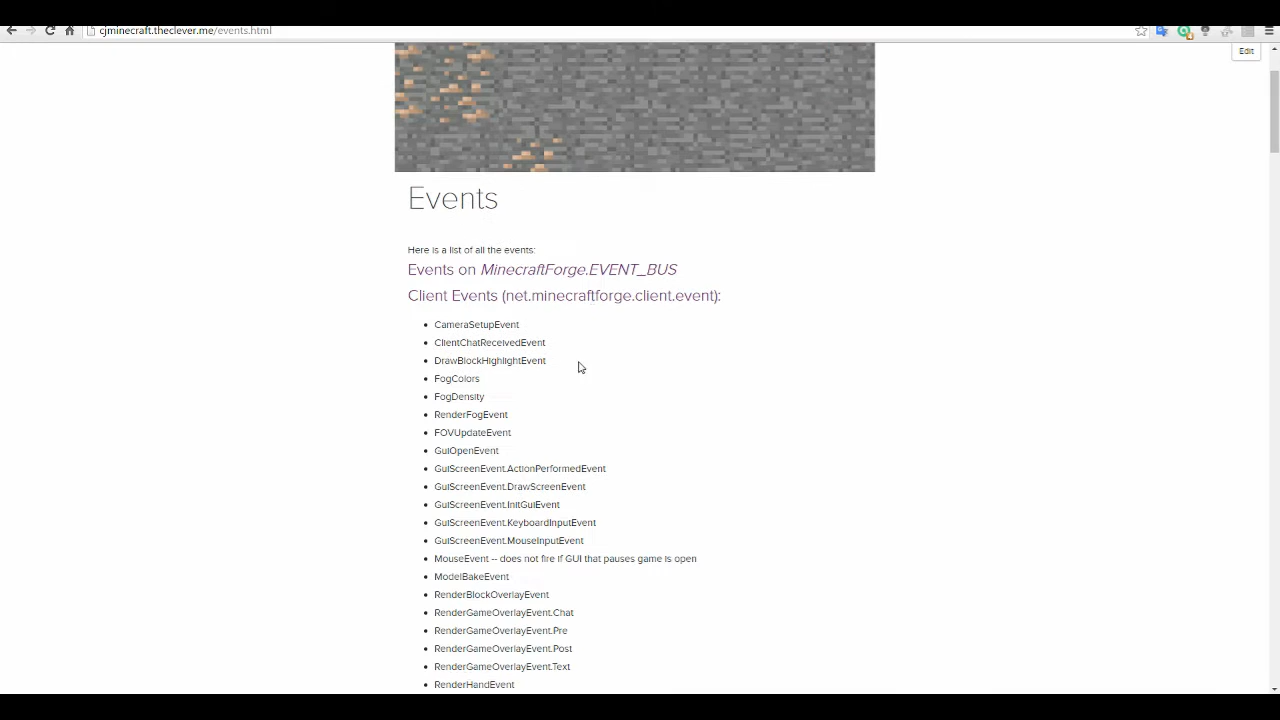 cjminecraft.theclever.me/events.html
Edit
Events
Here is a list of all the events:
Events on MinecraftForge.EVENT_BUS
Client Events (net.minecraftforge.client.event):
• CameraSetupEvent
• ClientChatReceivedEvent
• DrawBlockHighlightEvent
• FogColors
• FogDensity
• RenderFogEvent
• FOVUpdateEvent
• GuiOpenEvent
• GuiScreenEvent.ActionPerformedEvent
• GuiScreenEvent.DrawScreenEvent
• GuiScreenEvent.InitGuiEvent
• GuiScreenEvent.KeyboardInputEvent
• GuiScreenEvent.MouseInputEvent
• MouseEvent -- does not fire if GUI that pauses game is open
• ModelBakeEvent
• RenderBlockOverlayEvent
• RenderGameOverlayEvent.Chat
• RenderGameOverlayEvent.Pre
• RenderGameOverlayEvent.Post
• RenderGameOverlayEvent.Text
• RenderHandEvent